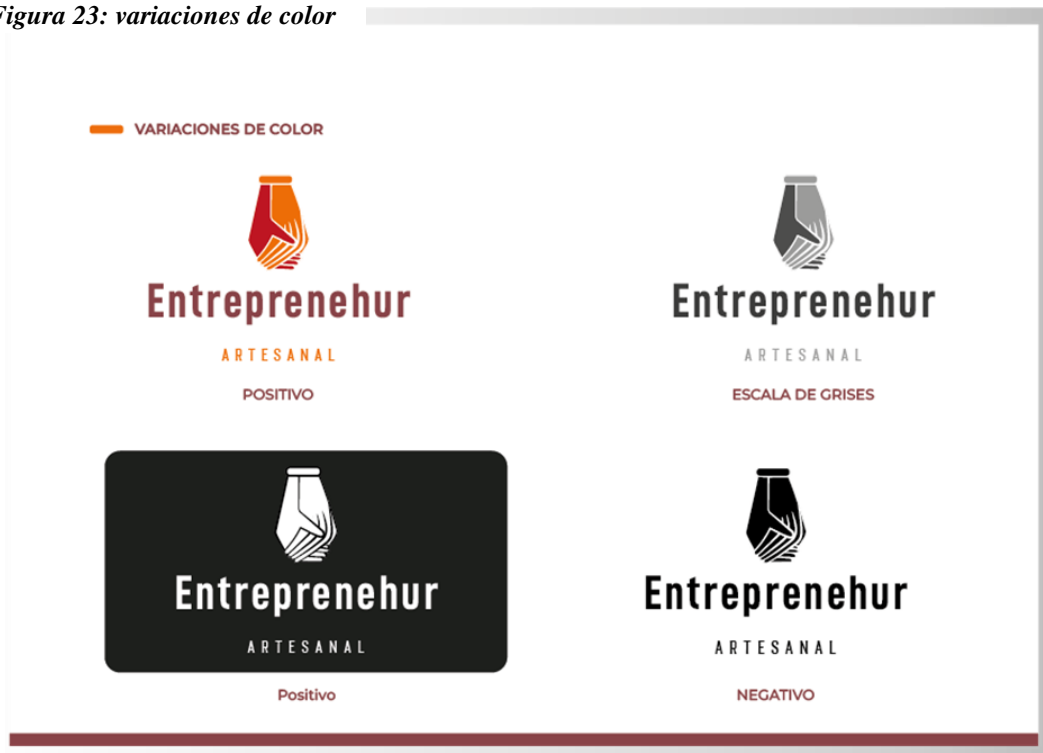 Figura 23: variaciones de color
VARIACIONES DE COLOR
Entreprenehur
ARTESANAL
POSITIVO
Entreprenehur
ARTESANAL
ESCALA DE GRISES
Entreprenehur
ARTESANAL
Positivo
Entreprenehur
ARTESANAL
NEGATIVO